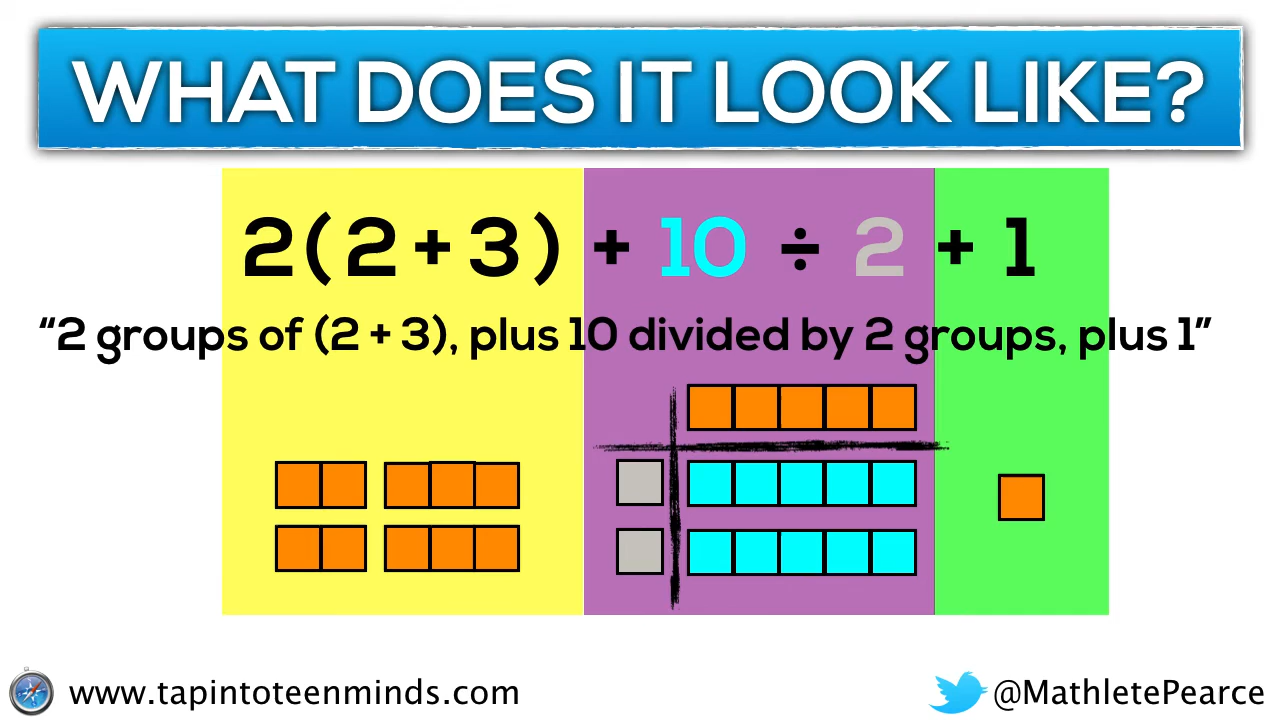 WHAT DOES IT LOOK LIKE?
2(2+3) + 10 ÷ 2 + 1
“2 groups of (2 + 3), plus 10 divided by 2 groups, plus 1”
www.tapintoteenminds.com
@MathletePearce